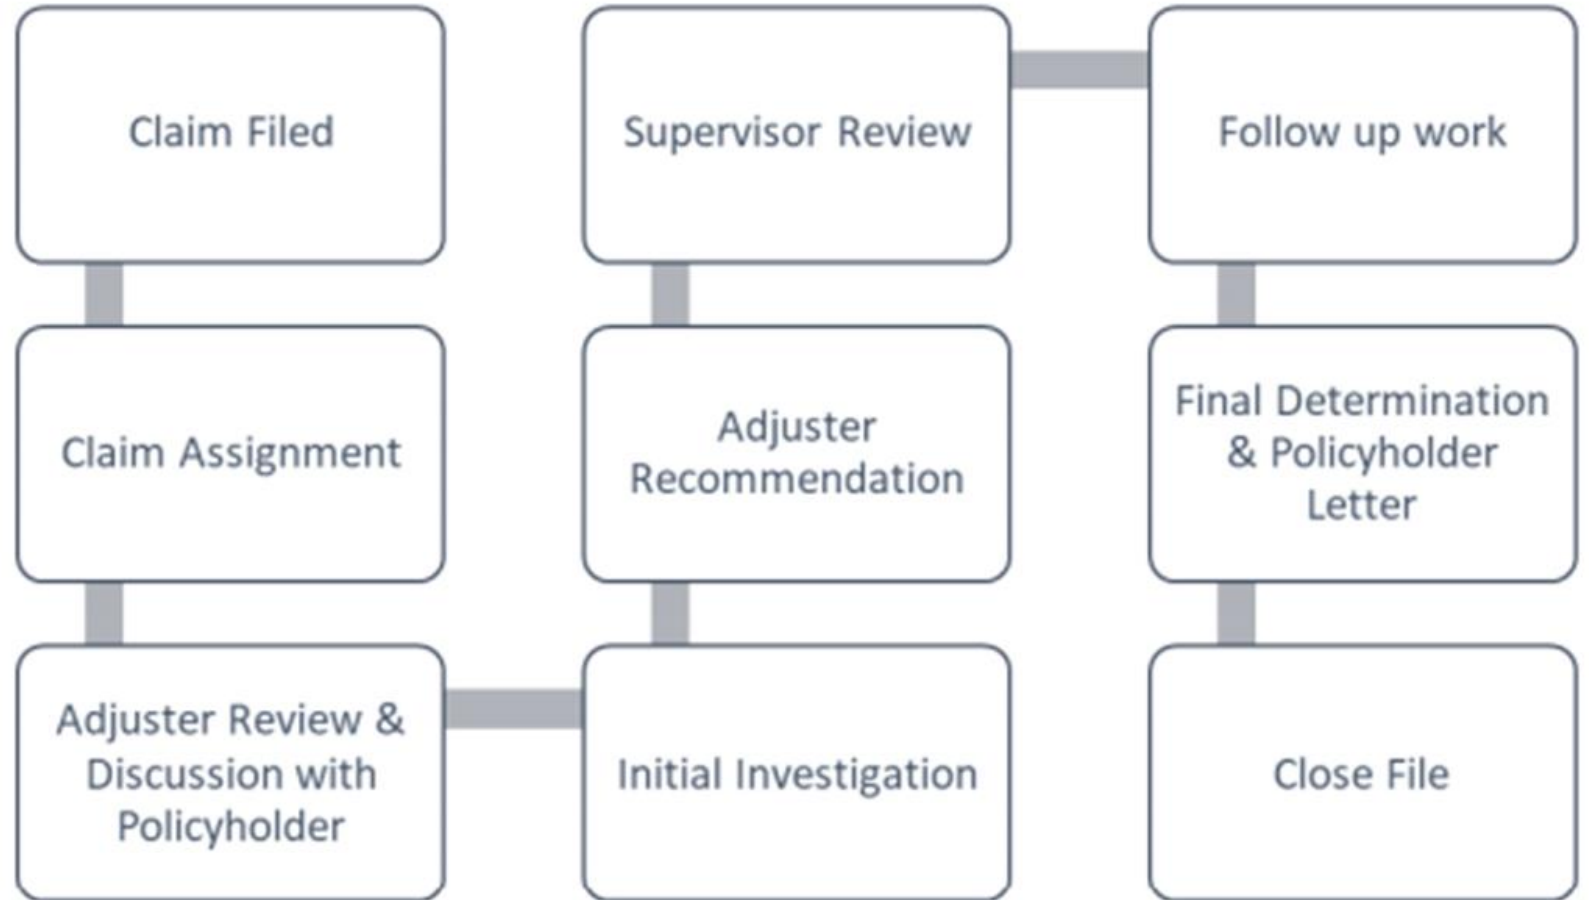 Claim Filed
Claim Assignment
Adjuster Review &
Discussion with
Policyholder
Initial Investigation
Adjuster
Recommendation
Supervisor Review
Follow up work
Final Determination
& Policyholder
Letter
Close File